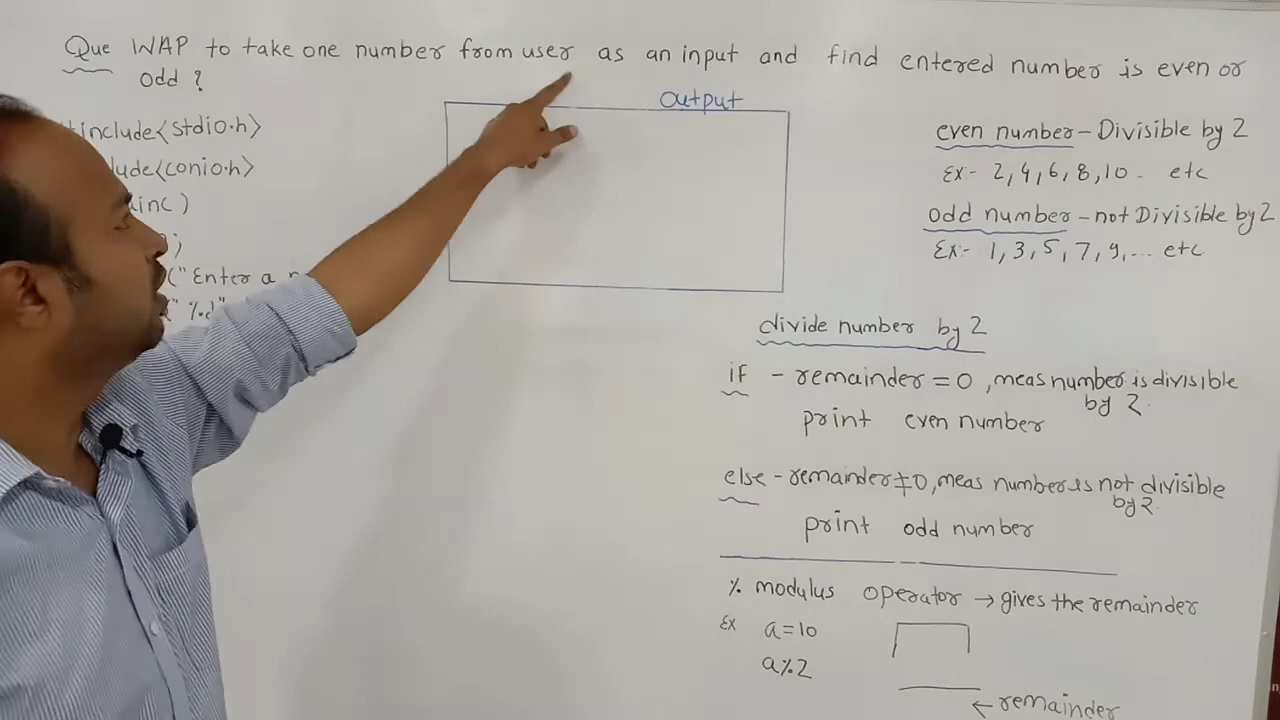 Que WAP to take one number from user as an input and find entered number is even or
odd ?
#include<stdio.h>
lude<conio.h>
ain( )
;
("Enter a n
(" %d"
output
even number - Divisible by 2
Ex:- 2, 4, 6, 8, 10 - etc
odd number - not Divisible by 2
Ex:- 1, 3, 5, 7, 9, ... etc
divide number by 2
if - remainder = 0 , meas number is divisible
by 2.
print even number
else - remainder ≠ 0, meas number is not divisible
by 2.
print odd number
% modulus operator → gives the remainder
Ex a=10
a%2
← remainder